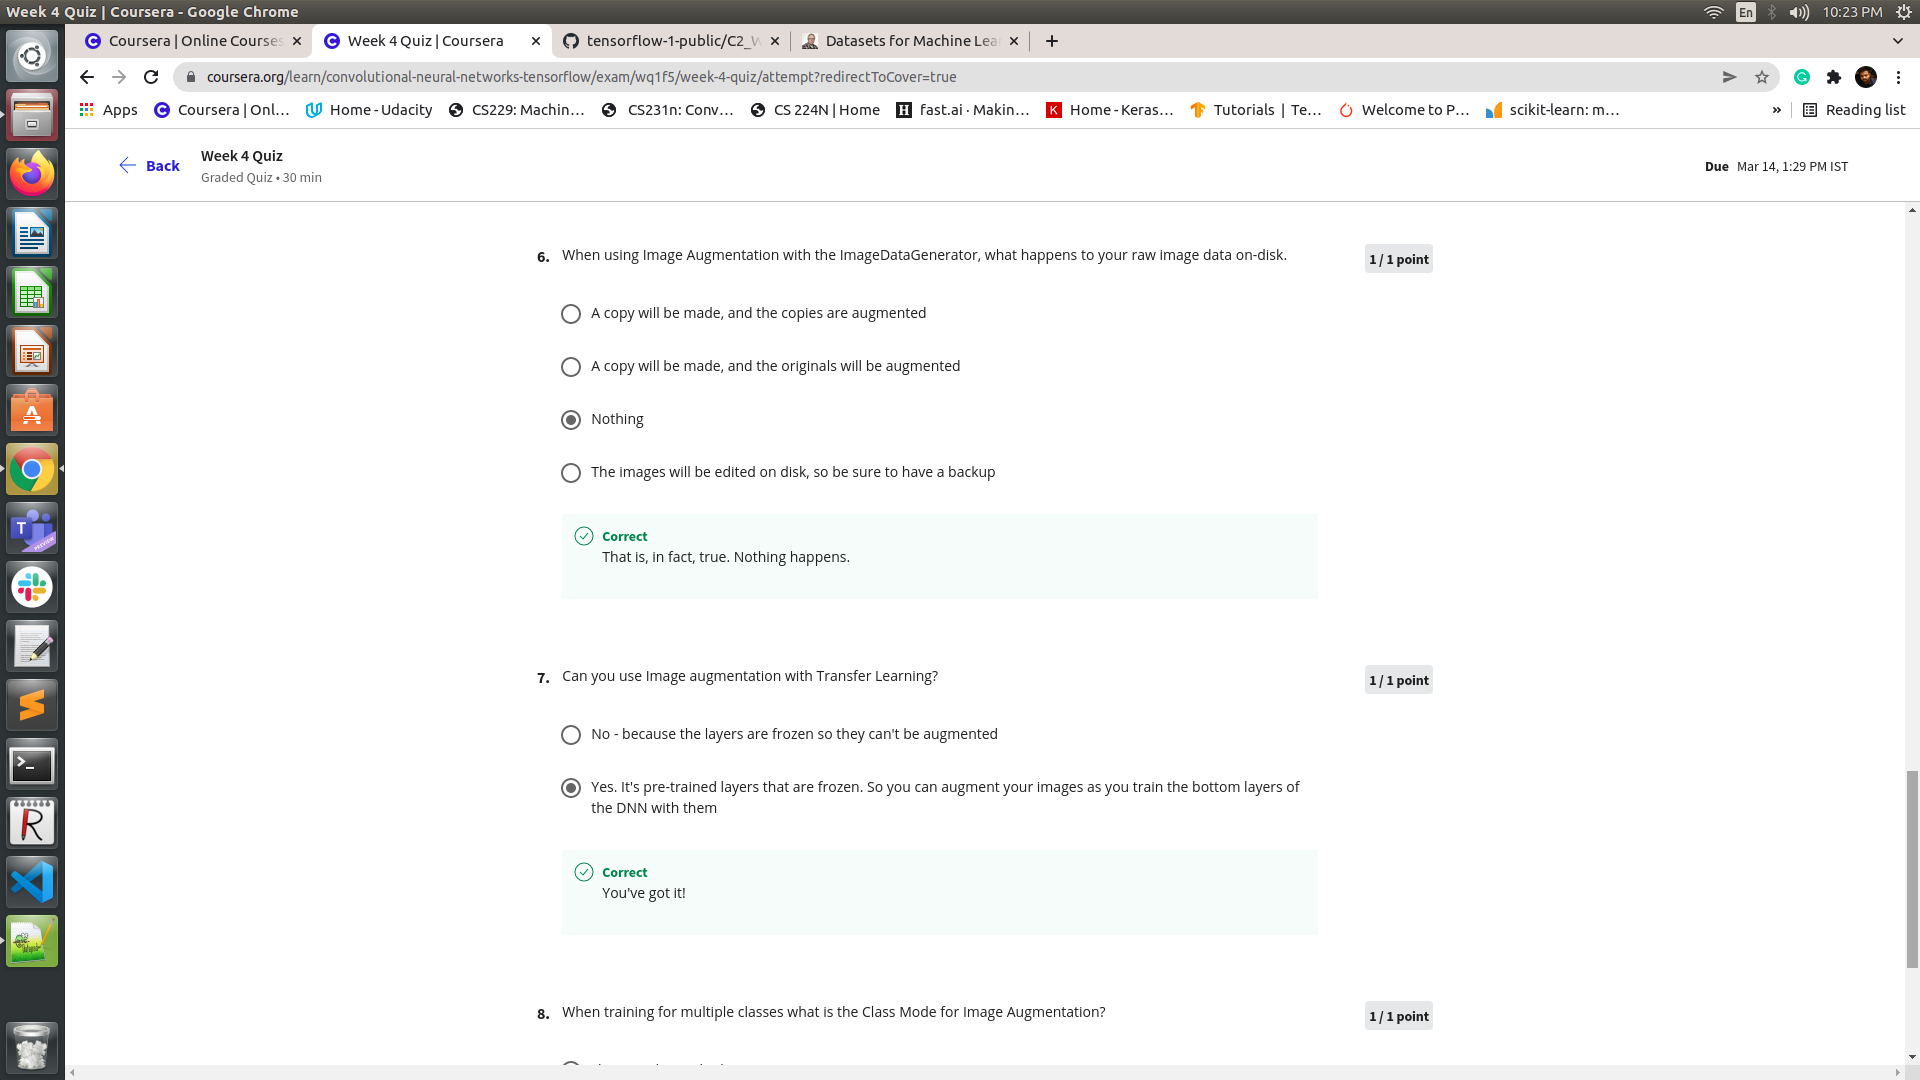 Week 4 Quiz | Coursera - Google Chrome
En
10:23 PM
Coursera | Online Courses
Week 4 Quiz | Coursera
tensorflow-1-public/C2_W
Datasets for Machine Lea
coursera.org/learn/convolutional-neural-networks-tensorflow/exam/wq1f5/week-4-quiz/attempt?redirectToCover=true
Apps
Coursera | Onl...
Home - Udacity
CS229: Machin...
CS231n: Conv...
CS 224N | Home
fast.ai · Makin...
Home - Keras...
Tutorials | Te...
Welcome to P...
scikit-learn: m...
»
Reading list
Back
Week 4 Quiz
Graded Quiz • 30 min
Due Mar 14, 1:29 PM IST
6. When using Image Augmentation with the ImageDataGenerator, what happens to your raw image data on-disk.
1 / 1 point
A copy will be made, and the copies are augmented
A copy will be made, and the originals will be augmented
Nothing
The images will be edited on disk, so be sure to have a backup
Correct
That is, in fact, true. Nothing happens.
7. Can you use Image augmentation with Transfer Learning?
1 / 1 point
No - because the layers are frozen so they can't be augmented
Yes. It's pre-trained layers that are frozen. So you can augment your images as you train the bottom layers of
the DNN with them
Correct
You've got it!
8. When training for multiple classes what is the Class Mode for Image Augmentation?
1 / 1 point